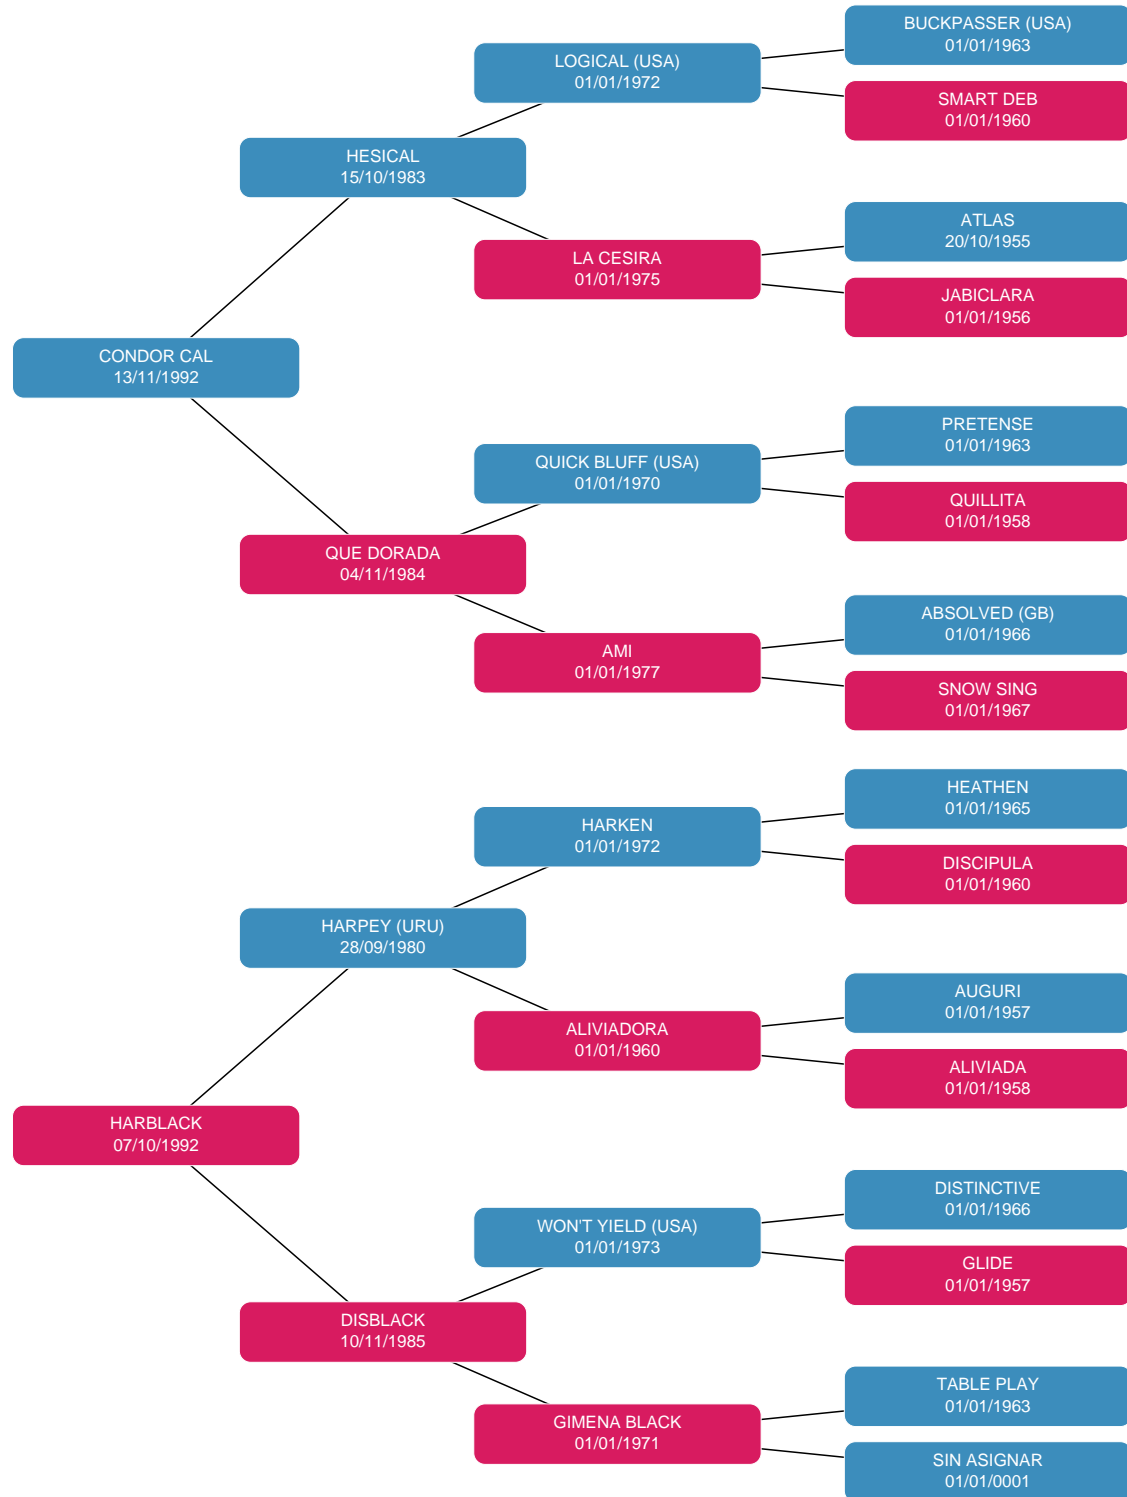 BUCKPASSER (USA)
01/01/1963
LOGICAL (USA)
01/01/1972
SMART DEB
01/01/1960
HESICAL
15/10/1983
ATLAS
20/10/1955
LA CESIRA
01/01/1975
JABICLARA
01/01/1956
CONDOR CAL
13/11/1992
PRETENSE
01/01/1963
QUICK BLUFF (USA)
01/01/1970
QUILLITA
01/01/1958
QUE DORADA
04/11/1984
ABSOLVED (GB)
01/01/1966
AMI
01/01/1977
SNOW SING
01/01/1967
HEATHEN
01/01/1965
HARKEN
01/01/1972
DISCIPULA
01/01/1960
HARPEY (URU)
28/09/1980
AUGURI
01/01/1957
ALIVIADORA
01/01/1960
ALIVIADA
01/01/1958
HARBLACK
07/10/1992
DISTINCTIVE
01/01/1966
WON'T YIELD (USA)
01/01/1973
GLIDE
01/01/1957
DISBLACK
10/11/1985
TABLE PLAY
01/01/1963
GIMENA BLACK
01/01/1971
SIN ASIGNAR
01/01/0001